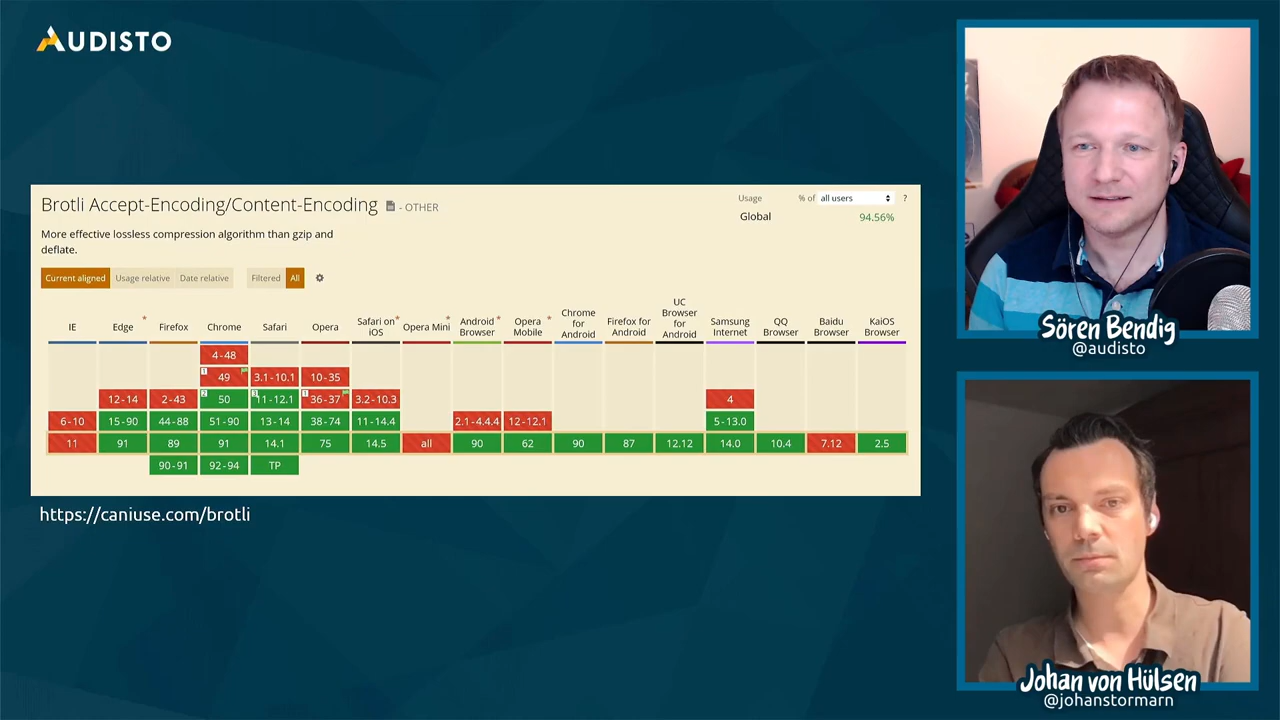 AUDISTO
Brotli Accept-Encoding/Content-Encoding - OTHER
Usage % of all users ?
Global 94.56%
More effective lossless compression algorithm than gzip and
deflate.
Current aligned Usage relative Date relative Filtered All
IE Edge * Firefox Chrome Safari Opera Safari on iOS * Opera Mini * Android Browser * Opera Mobile * Chrome for Android Firefox for Android UC Browser for Android Samsung Internet QQ Browser Baidu Browser KaiOS Browser
4-48
1 49 3.1-10.1 10-35
12-14 2-43 2 50 3 11-12.1 1 36-37 3.2-10.3 4
6-10 15-90 44-88 51-90 13-14 38-74 11-14.4 2.1-4.4.4 12-12.1 5-13.0
11 91 89 91 14.1 75 14.5 all 90 62 90 87 12.12 14.0 10.4 7.12 2.5
90-91 92-94 TP
https://caniuse.com/brotli
Sören Bendig
@audisto
Johan von Hülsen
@johanstormarn